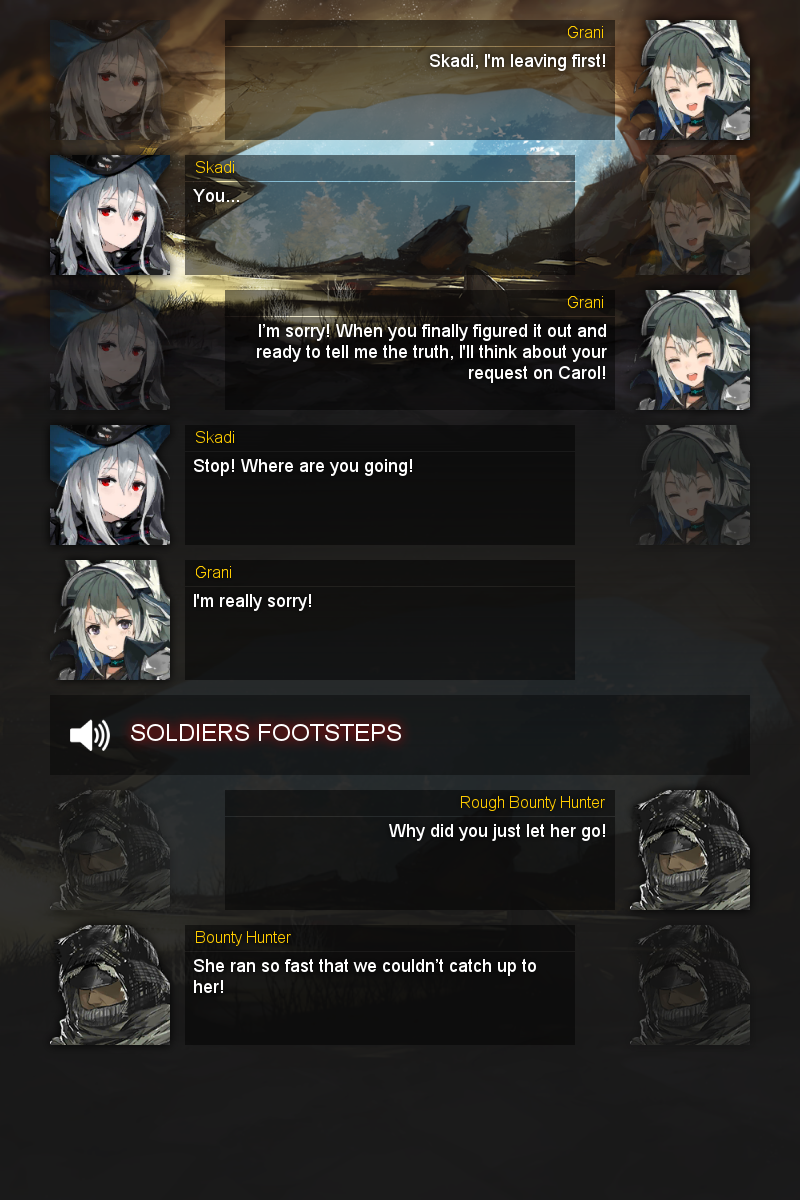 Grani
Skadi, I'm leaving first!
Skadi
You...
Grani
I'm sorry! When you finally figured it out and
ready to tell me the truth, I'll think about your
request on Carol!
Skadi
Stop! Where are you going!
Grani
I'm really sorry!
SOLDIERS FOOTSTEPS
Rough Bounty Hunter
Why did you just let her go!
Bounty Hunter
She ran so fast that we couldn't catch up to
her!